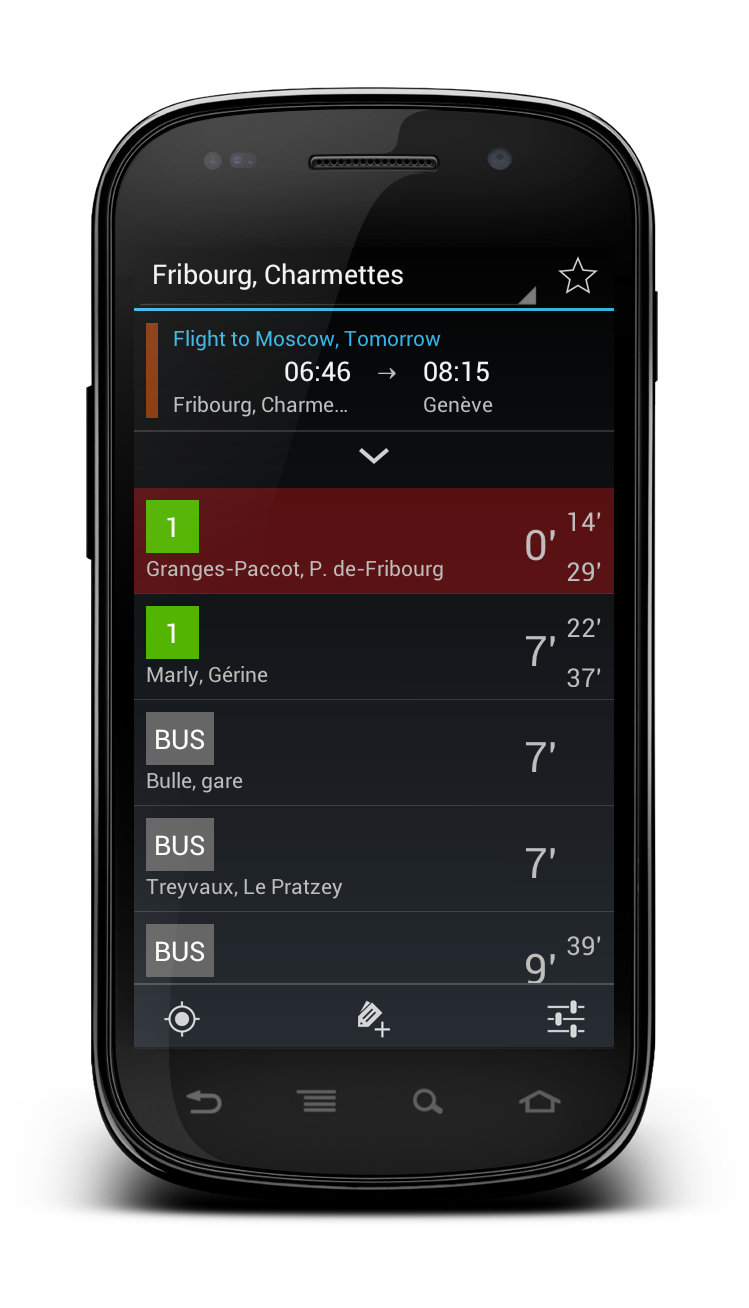 Fribourg, Charmettes
Flight to Moscow, Tomorrow
06:46 → 08:15
Fribourg, Charme... Genève
1
0' 14'
Granges-Paccot, P. de-Fribourg 29'
1
7' 22'
Marly, Gérine 37'
BUS
7'
Bulle, gare
BUS
7'
Treyvaux, Le Pratzey
BUS
9' 39'